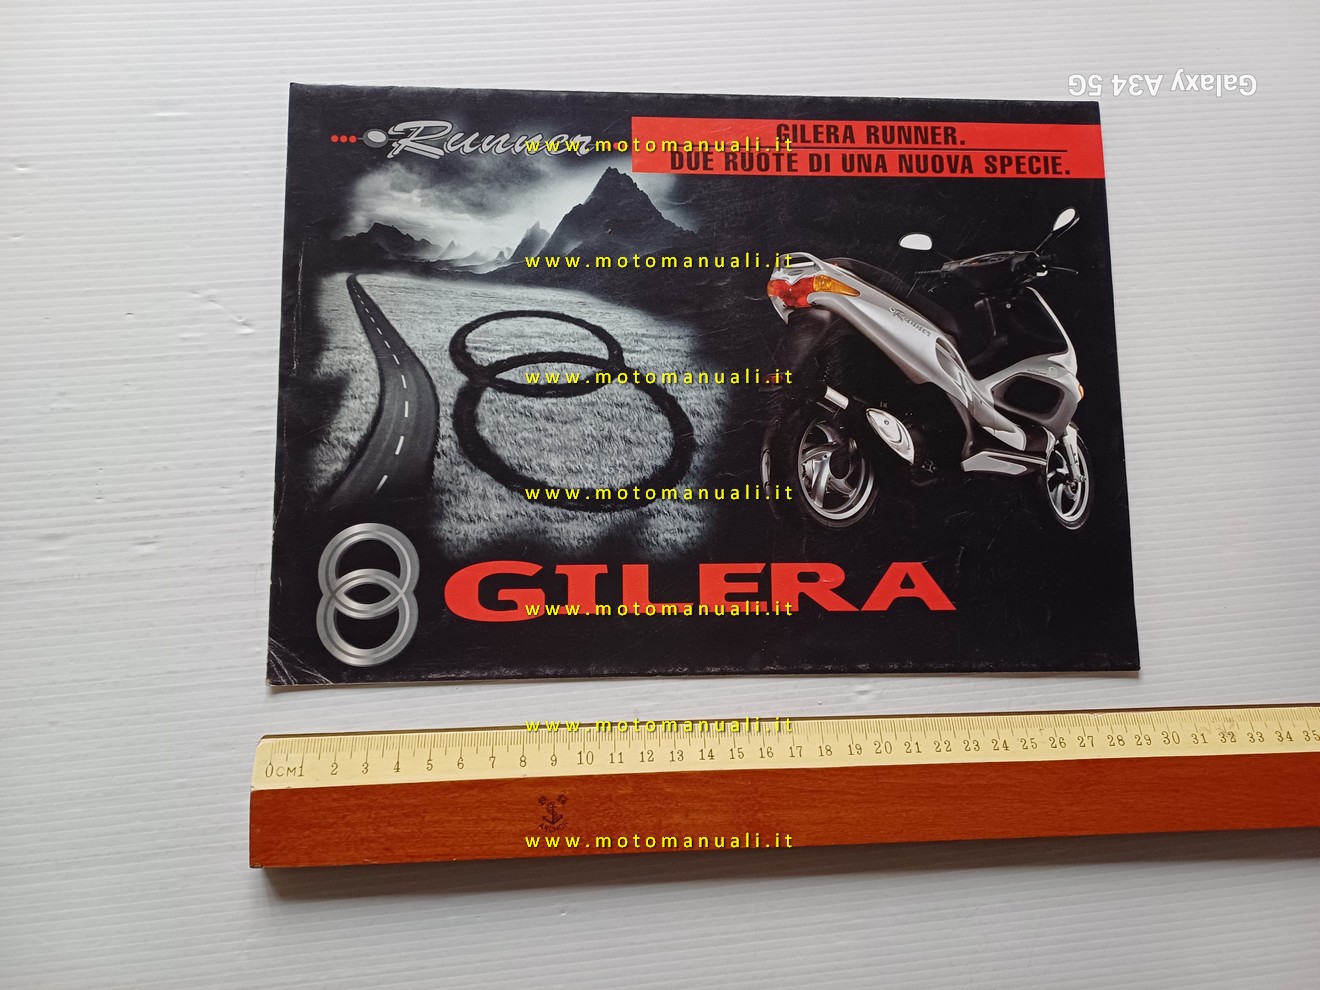 Galaxy A34 5G
Runner
GILERA RUNNER.
DUE RUOTE DI UNA NUOVA SPECIE.
www.motomanuali.it
www.motomanuali.it
Runner
www.motomanuali.it
www.motomanuali.it
GILERA
www.motomanuali.it
www.motomanuali.it
0CM1 2 3 4 5 6 7 8 9 10 11 12 13 14 15 16 17 18 19 20 21 22 23 24 25 26 27 28 29 30 31 32 33 34 35
ANCHOR
www.motomanuali.it